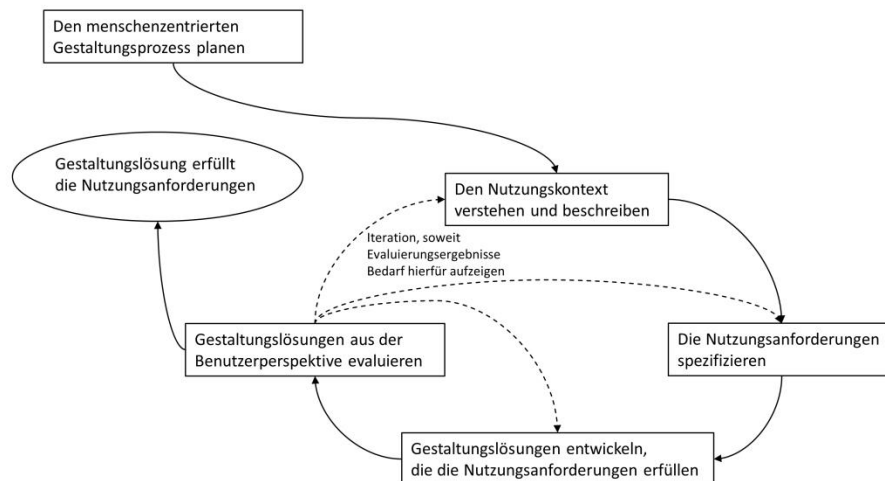 Den menschenzentrierten
Gestaltungsprozess planen
Gestaltungslösung erfüllt
die Nutzungsanforderungen
Den Nutzungskontext
verstehen und beschreiben
Iteration, soweit
Evaluierungsergebnisse
Bedarf hierfür aufzeigen
Gestaltungslösungen aus der
Benutzerperspektive evaluieren
Die Nutzungsanforderungen
spezifizieren
Gestaltungslösungen entwickeln,
die die Nutzungsanforderungen erfüllen